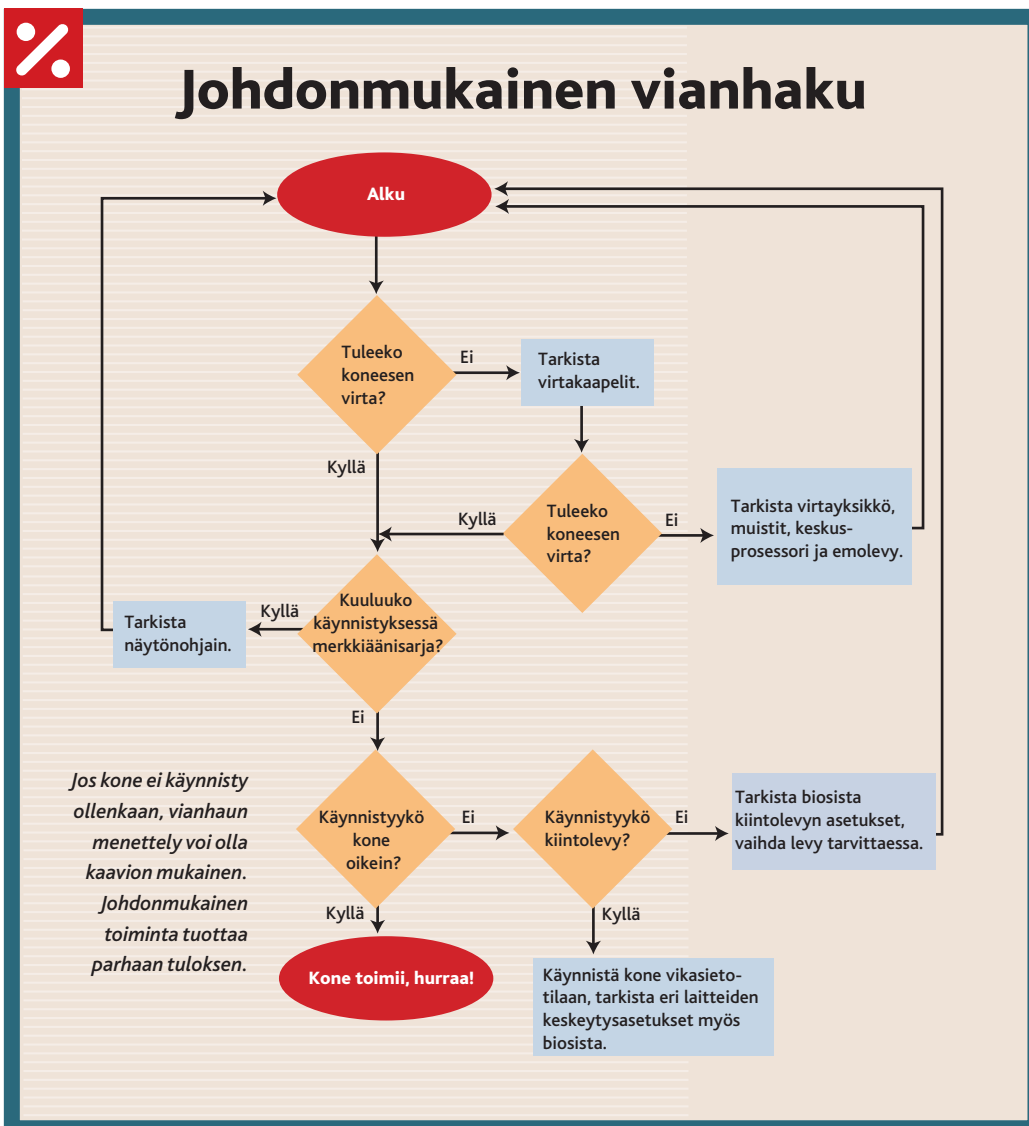 Johdonmukainen vianhaku
Alku
Tuleeko
koneesen
virta?
Ei
Tarkista
virtakaapelit.
Kyllä
Tuleeko
koneesen
virta?
Kyllä
Ei
Tarkista virtayksikkö,
muistit, keskus-
prosessori ja emolevy.
Kuuluuko
käynnistyksessä
merkkiäänisarja?
Kyllä
Tarkista
näytönohjain.
Ei
Jos kone ei käynnisty
ollenkaan, vianhaun
menettely voi olla
kaavion mukainen.
Johdonmukainen
toiminta tuottaa
parhaan tuloksen.
Käynnistyykö
kone
oikein?
Ei
Käynnistyykö
kiintolevy?
Ei
Tarkista biosista
kiintolevyn asetukset,
vaihda levy tarvittaessa.
Kyllä
Kyllä
Kone toimii, hurraa!
Käynnistä kone vikasieto-
tilaan, tarkista eri laitteiden
keskeytysasetukset myös
biosista.